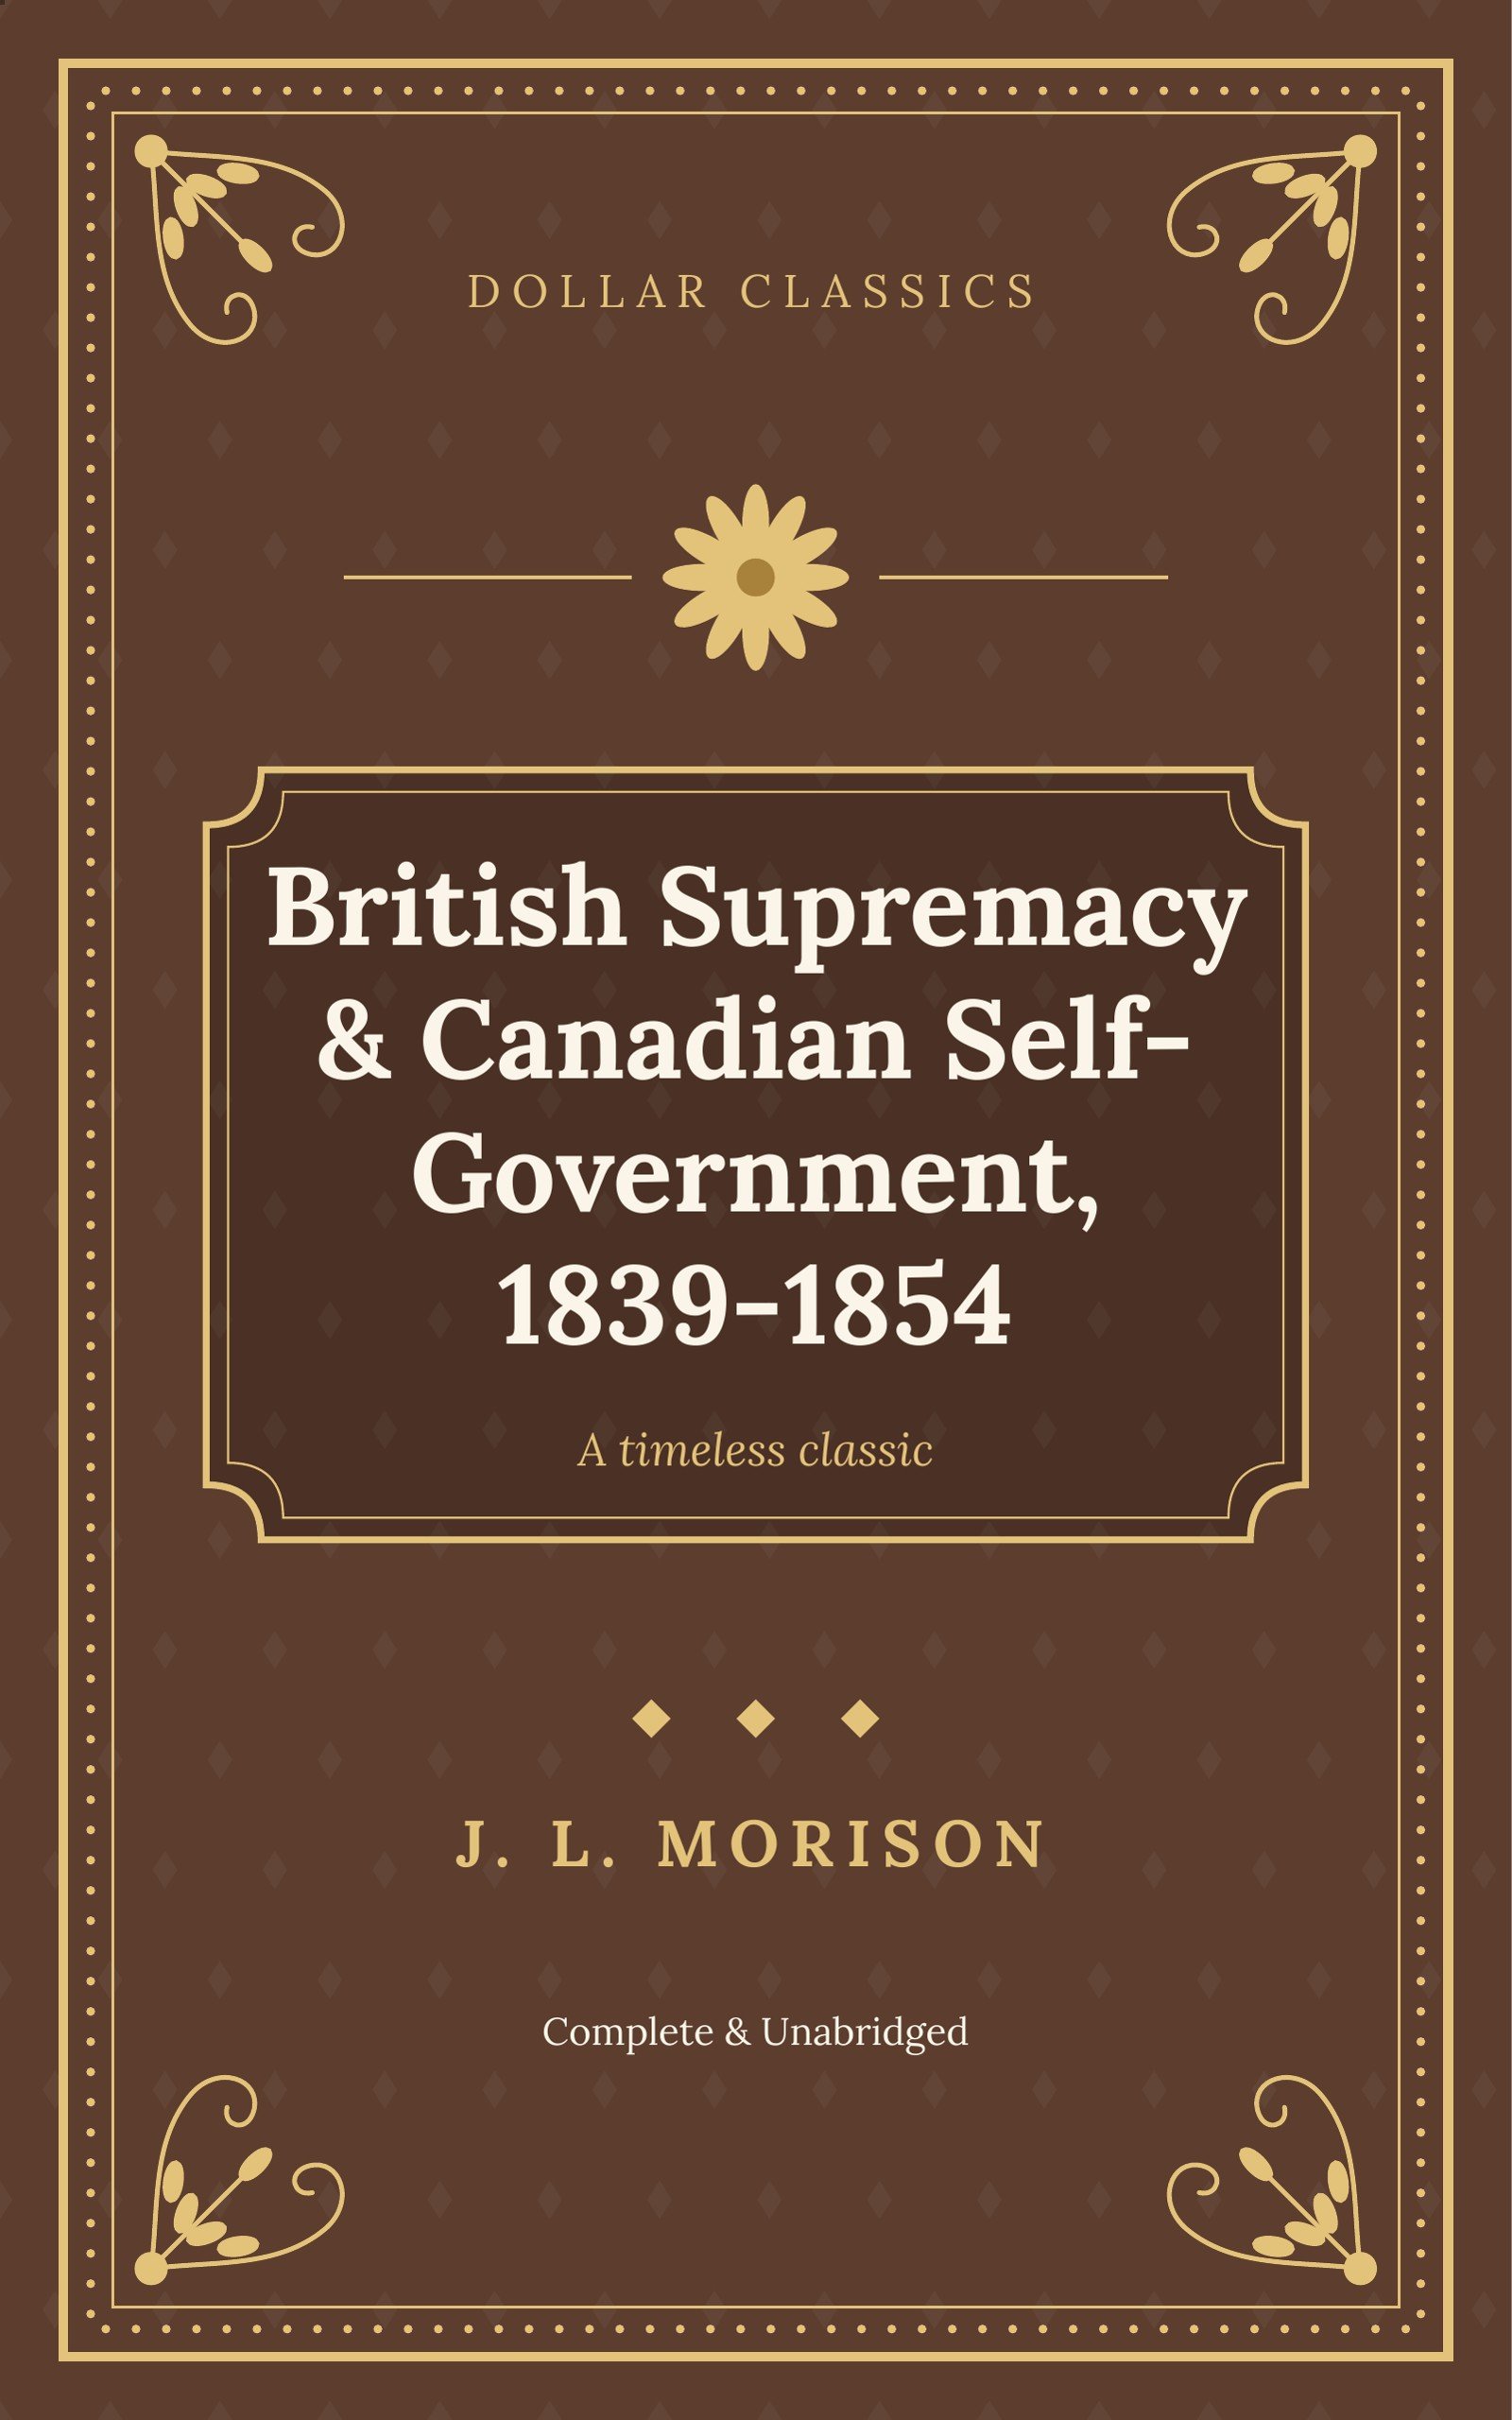 DOLLAR CLASSICS
British Supremacy
& Canadian Self-
Government,
1839–1854
A timeless classic
J. L. MORISON
Complete & Unabridged